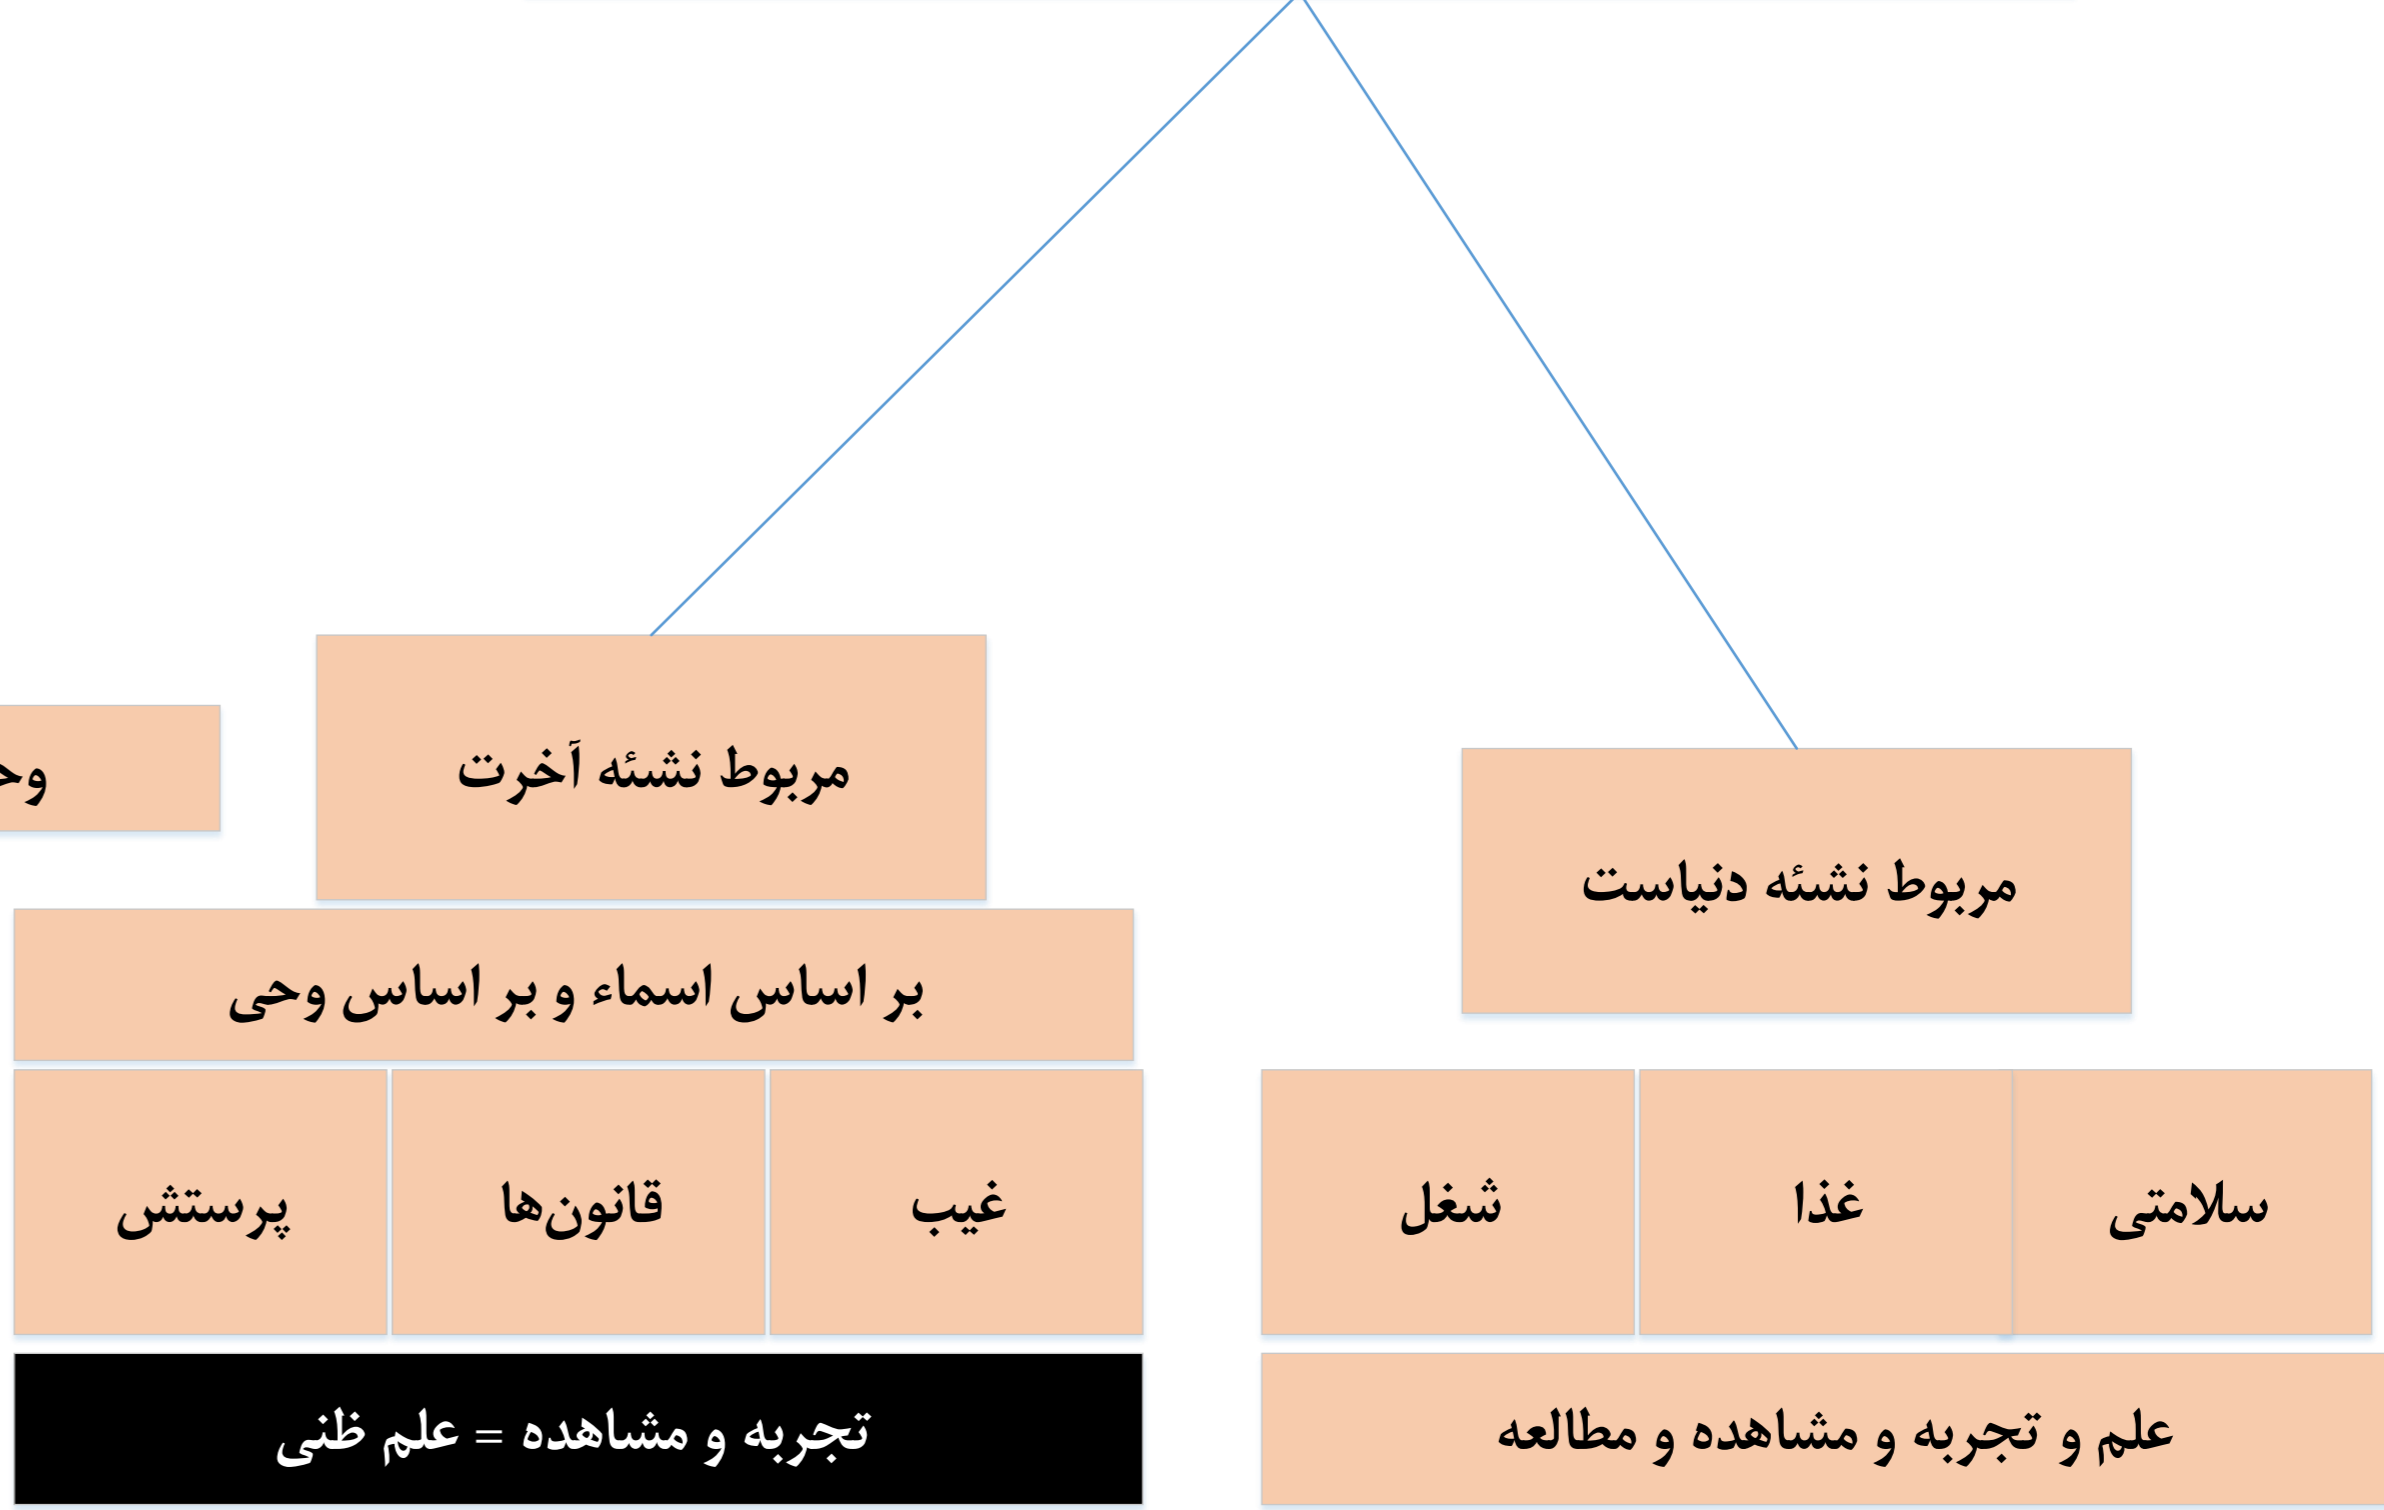 مربوط نشئه آخرت
مربوط نشئه دنیاست
بر اساس اسماء و بر اساس وحی
سلامتی
غذا
شغل
غیب
قانون‌ها
پرستش
علم و تجربه و مشاهده و مطالعه
تجربه و مشاهده = علم ظنی